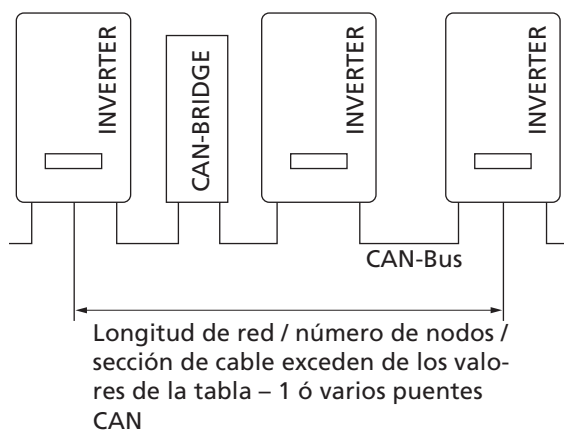 INVERTER
CAN-BRIDGE
INVERTER
INVERTER
CAN-Bus
Longitud de red / número de nodos /
sección de cable exceden de los valo-
res de la tabla – 1 ó varios puentes
CAN